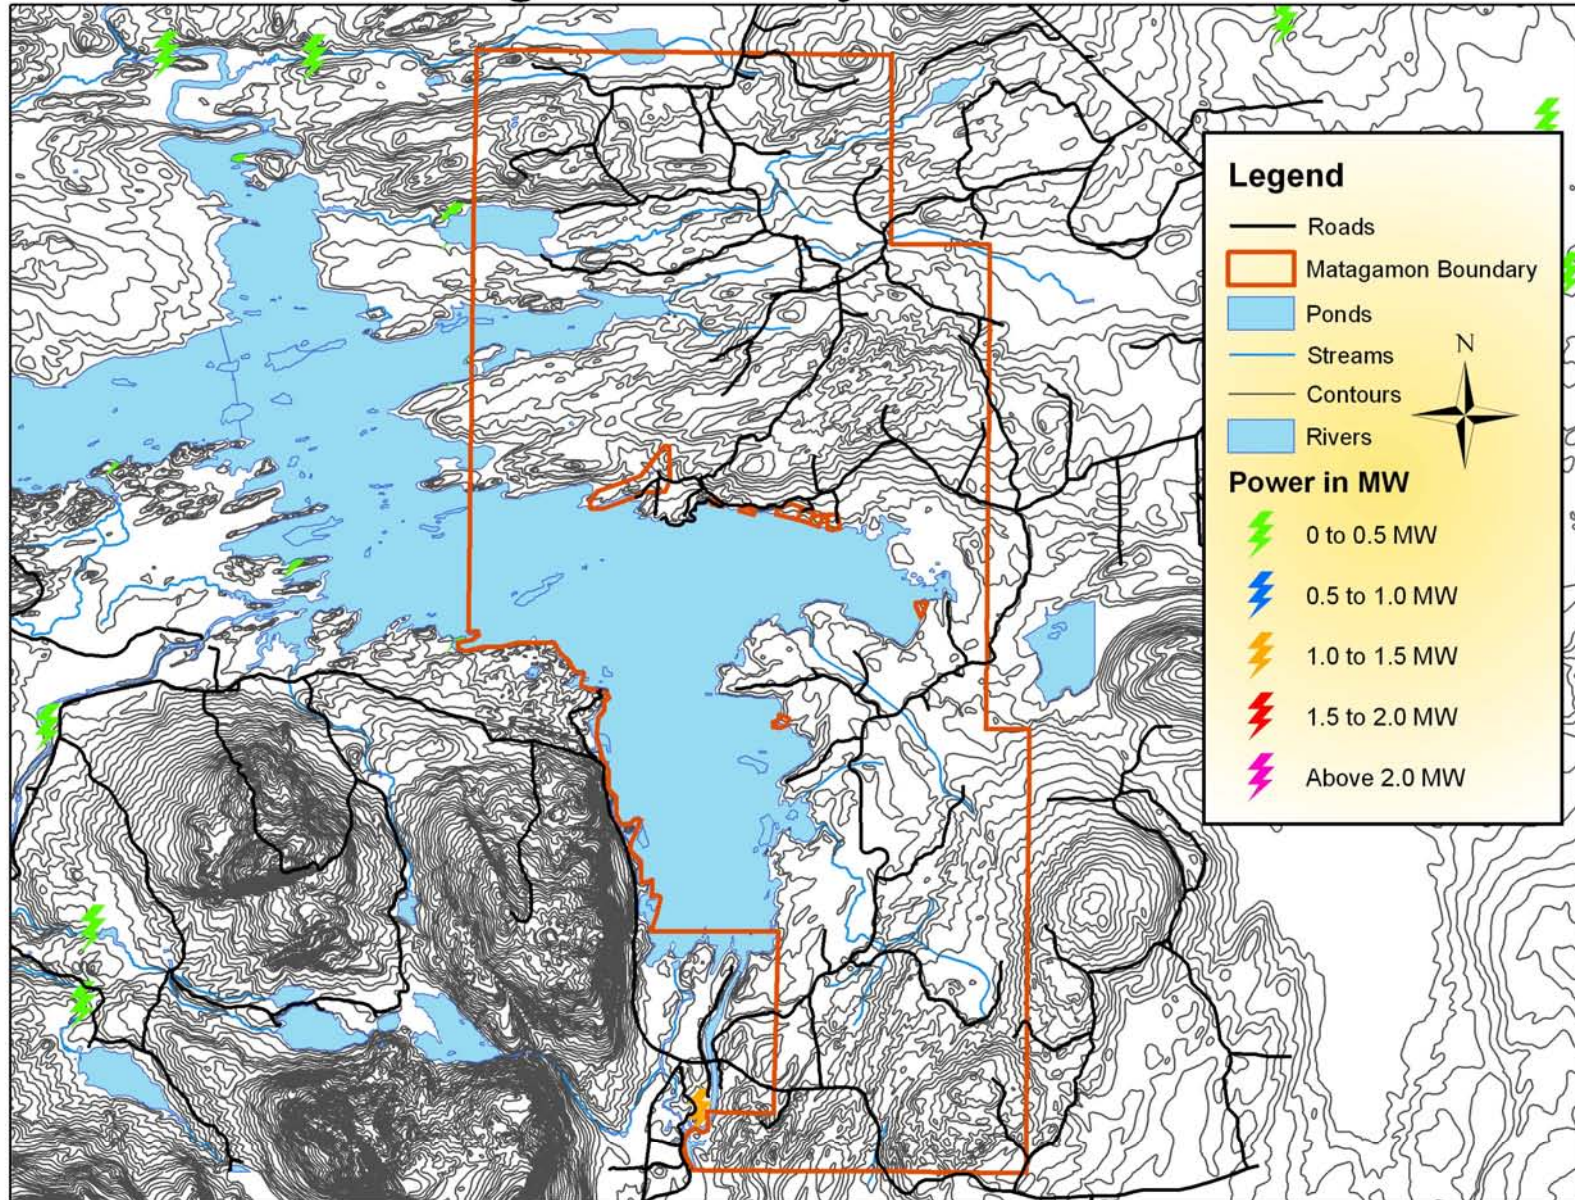 Legend
Roads
Matagamon Boundary
Ponds
Streams
N
Contours
Rivers
Power in MW
0 to 0.5 MW
0.5 to 1.0 MW
1.0 to 1.5 MW
1.5 to 2.0 MW
Above 2.0 MW